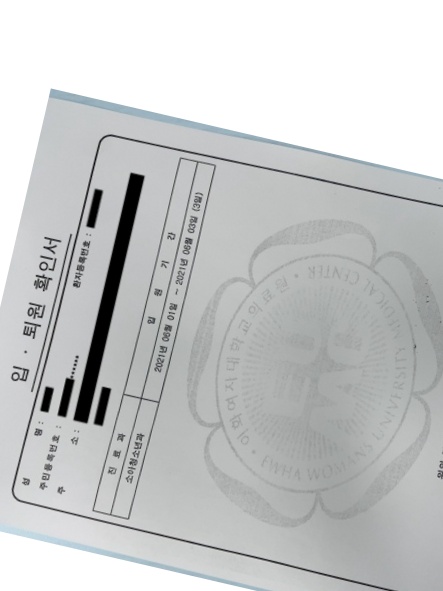 입 · 퇴원 확인서
성 명 :
환자등록번호 :
주민등록번호 : *******
주 소 :
진 료 과 입 원 기 간
소아청소년과 2021년 06월 01일 ~ 2021년 06월 03일 (3일)
이화여자대학교의료원
EWHA WOMANS UNIVERSITY MEDICAL CENTER